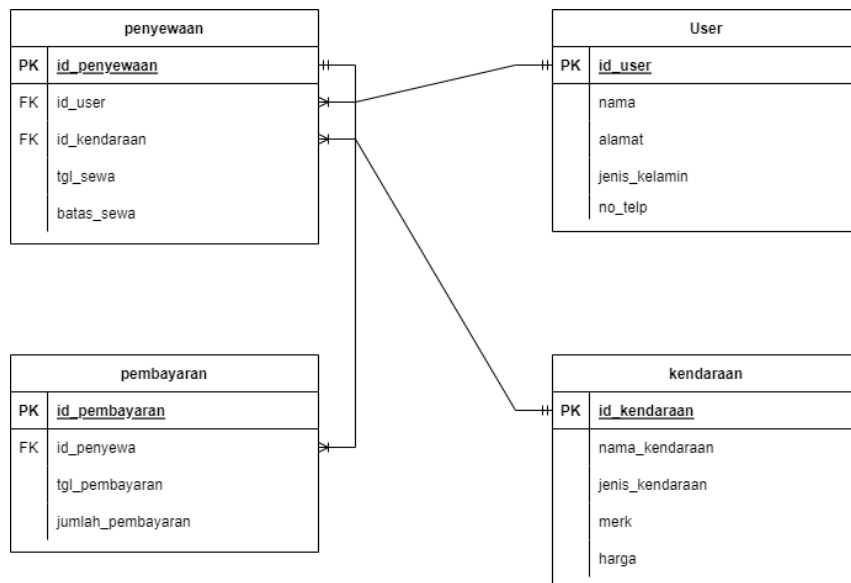 penyewaan
PK id_penyewaan
FK id_user
FK id_kendaraan
tgl_sewa
batas_sewa
User
PK id_user
nama
alamat
jenis_kelamin
no_telp
pembayaran
PK id_pembayaran
FK id_penyewa
tgl_pembayaran
jumlah_pembayaran
kendaraan
PK id_kendaraan
nama_kendaraan
jenis_kendaraan
merk
harga